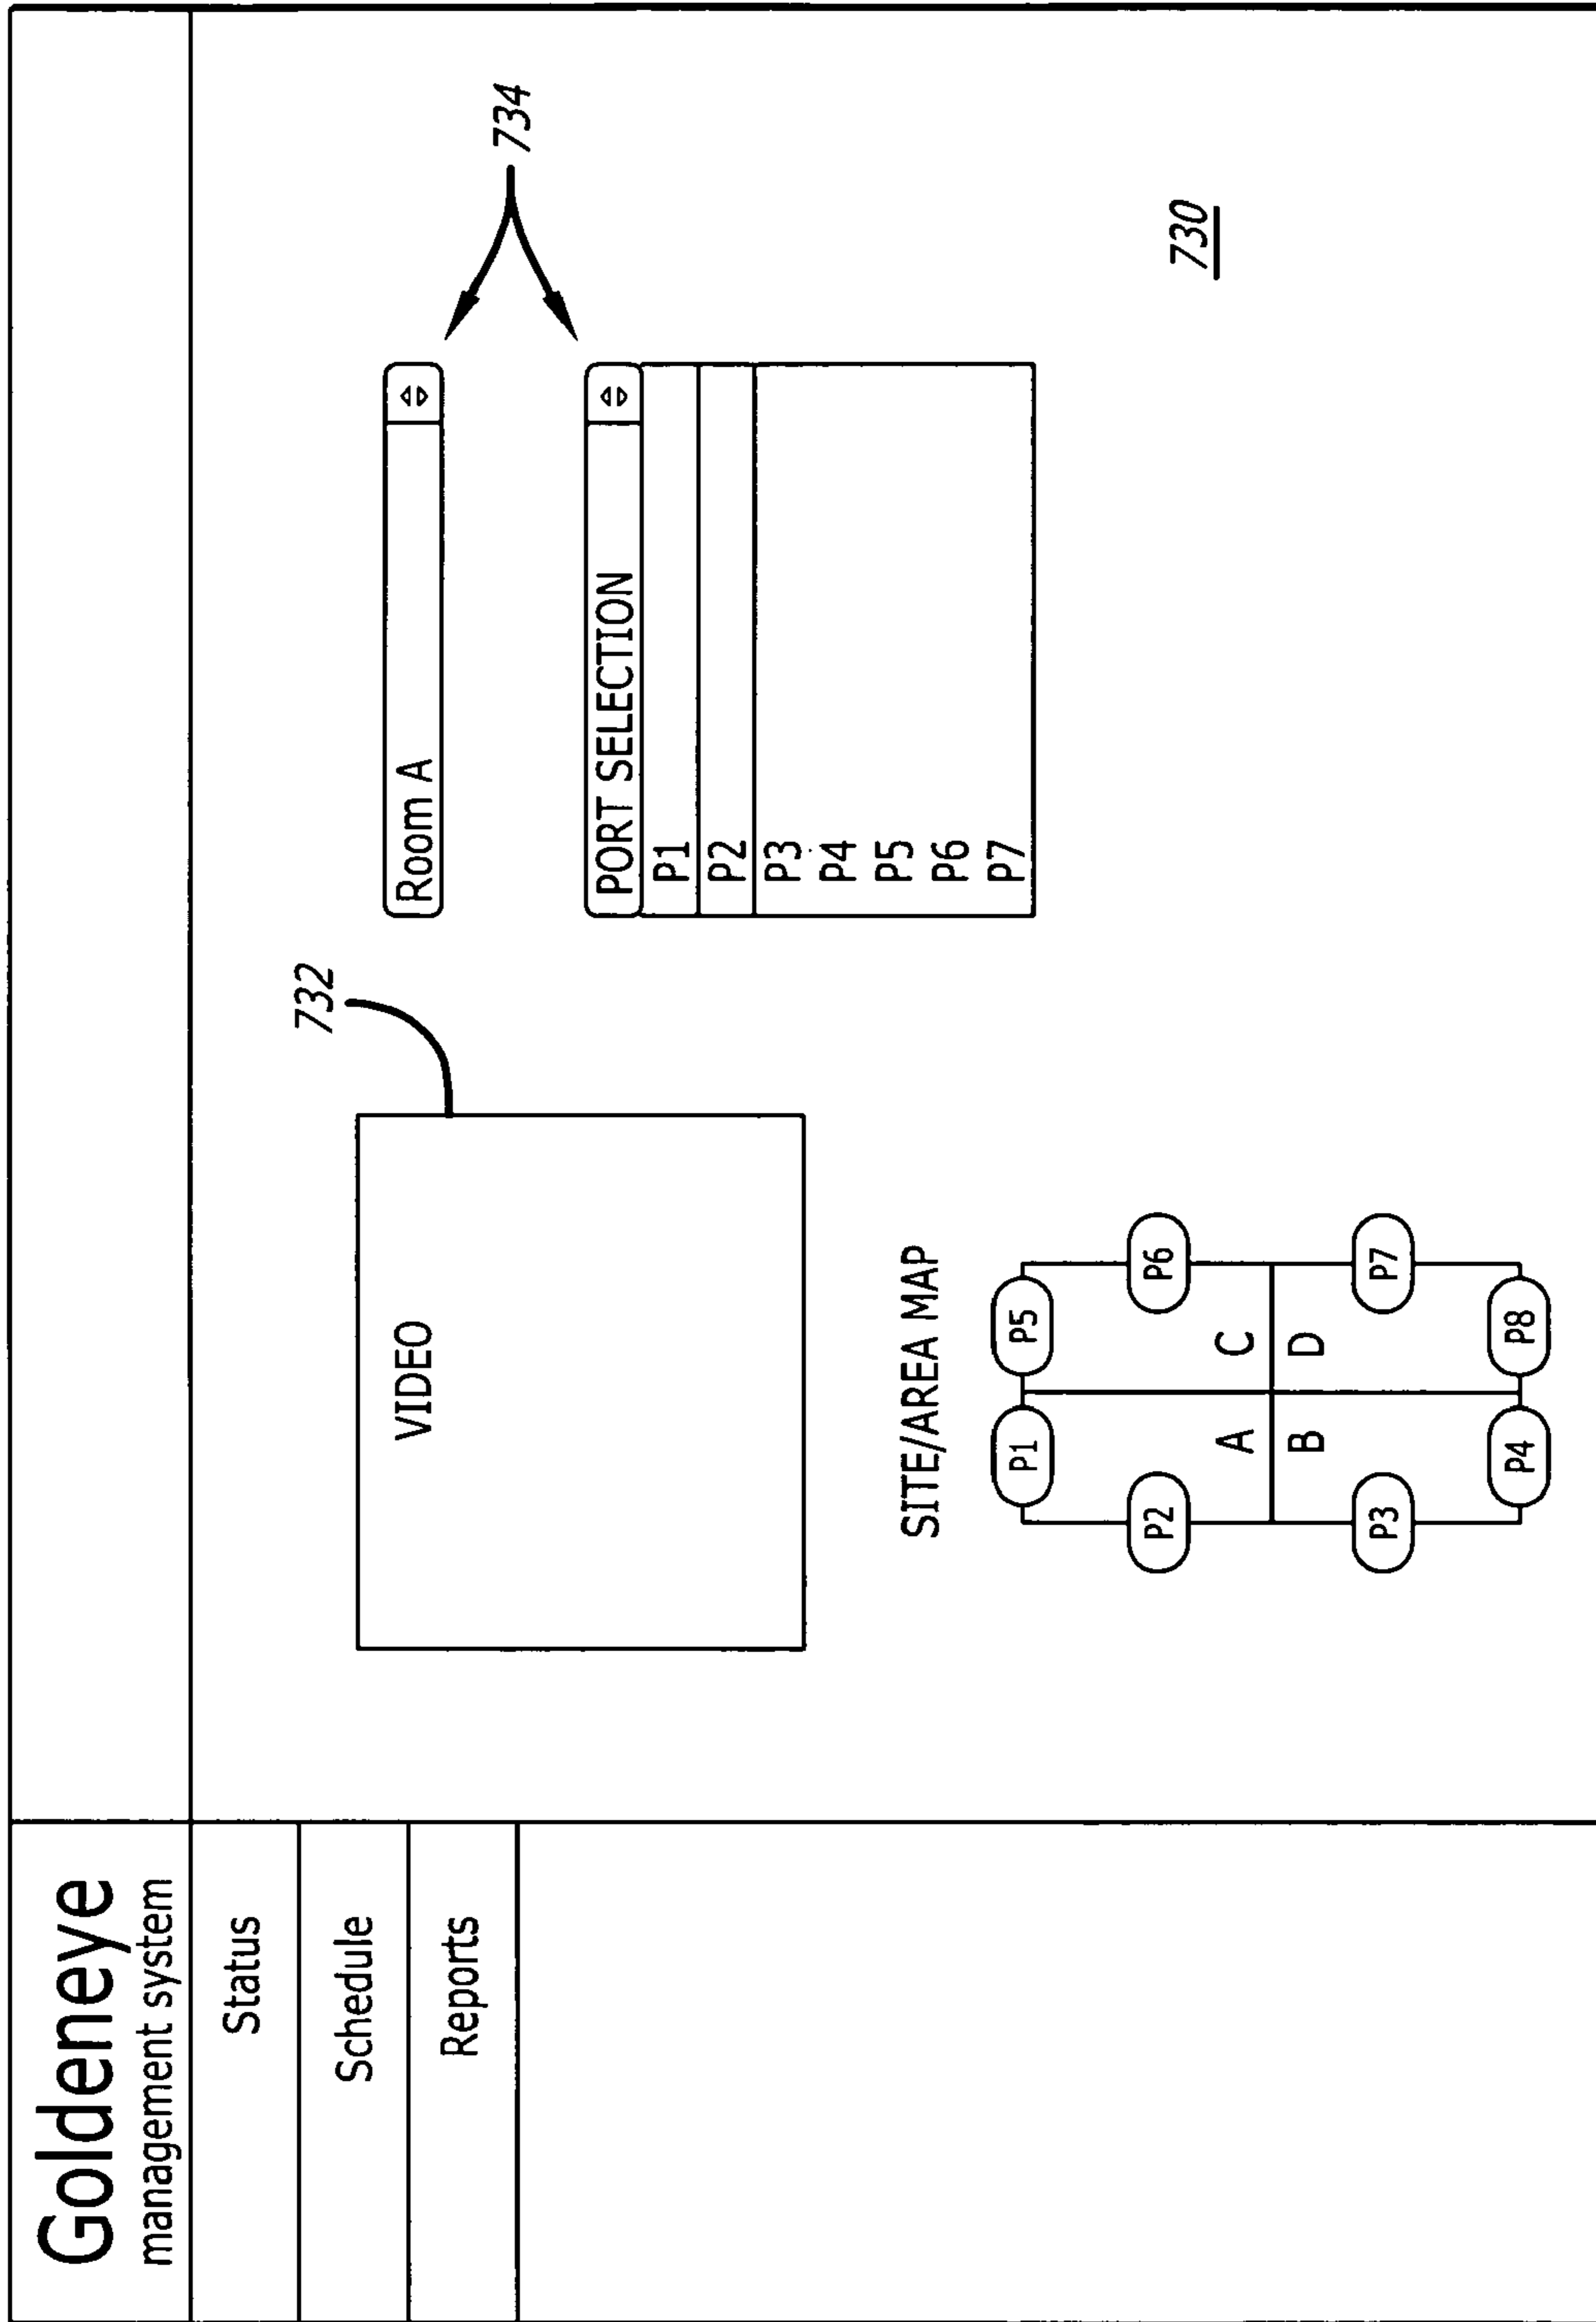 Goldeneye
management system
Status
Schedule
Reports
732
VIDEO
SITE/AREA MAP
P1
P5
P2
P6
A
C
B
D
P3
P7
P4
P8
Room A
734
PORT SELECTION
P1
P2
P3
P4
P5
P6
P7
730